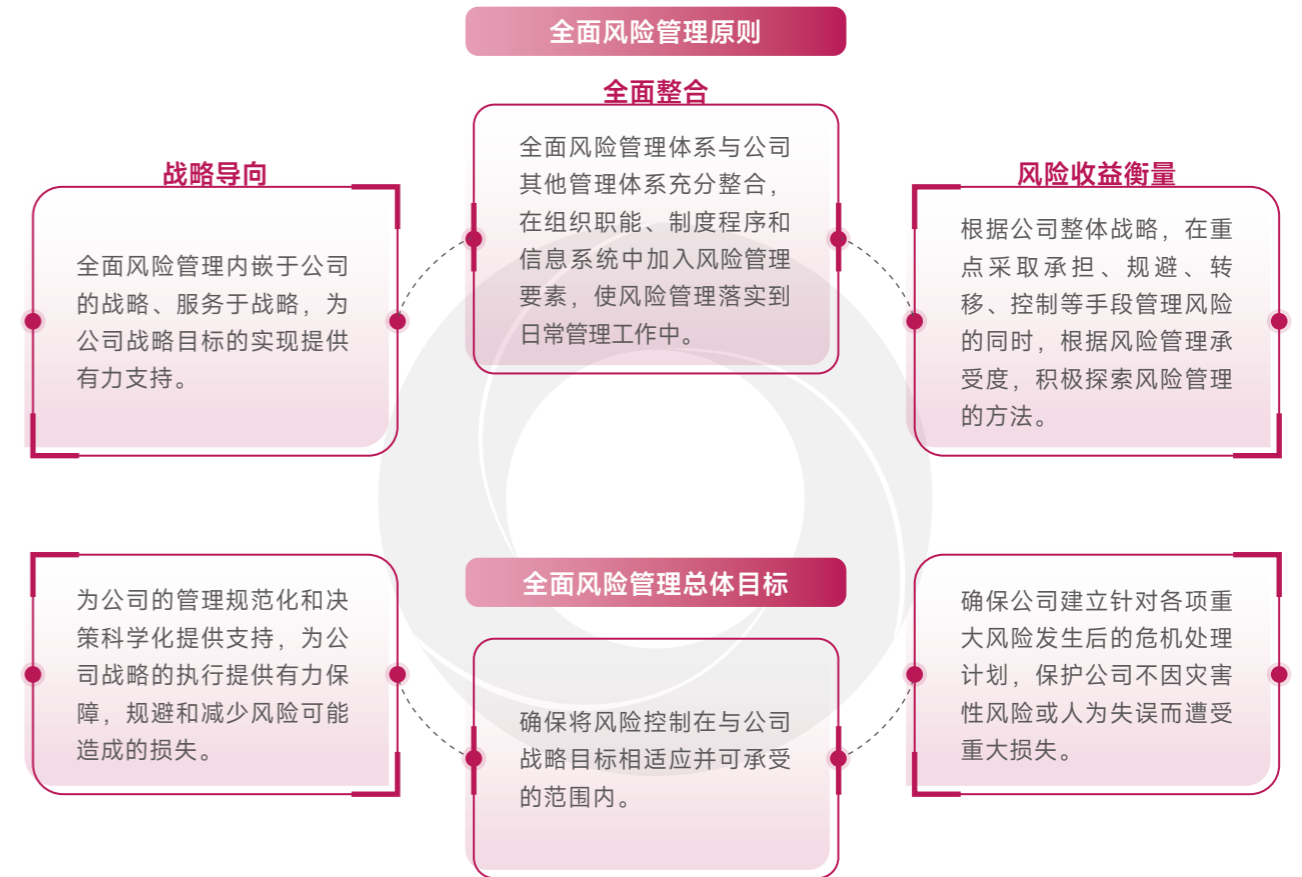 全面风险管理原则
战略导向
全面风险管理内嵌于公司
的战略、服务于战略，为
公司战略目标的实现提供
有力支持。
全面整合
全面风险管理体系与公司
其他管理体系充分整合，
在组织职能、制度程序和
信息系统中加入风险管理
要素，使风险管理落实到
日常管理工作中。
风险收益衡量
根据公司整体战略，在重
点采取承担、规避、转
移、控制等手段管理风险
的同时，根据风险管理承
受度，积极探索风险管理
的方法。
全面风险管理总体目标
为公司的管理规范化和决
策科学化提供支持，为公
司战略的执行提供有力保
障，规避和减少风险可能
造成的损失。
确保将风险控制在与公司
战略目标相适应并可承受
的范围内。
确保公司建立针对各项重
大风险发生后的危机处理
计划，保护公司不因灾害
性风险或人为失误而遭受
重大损失。